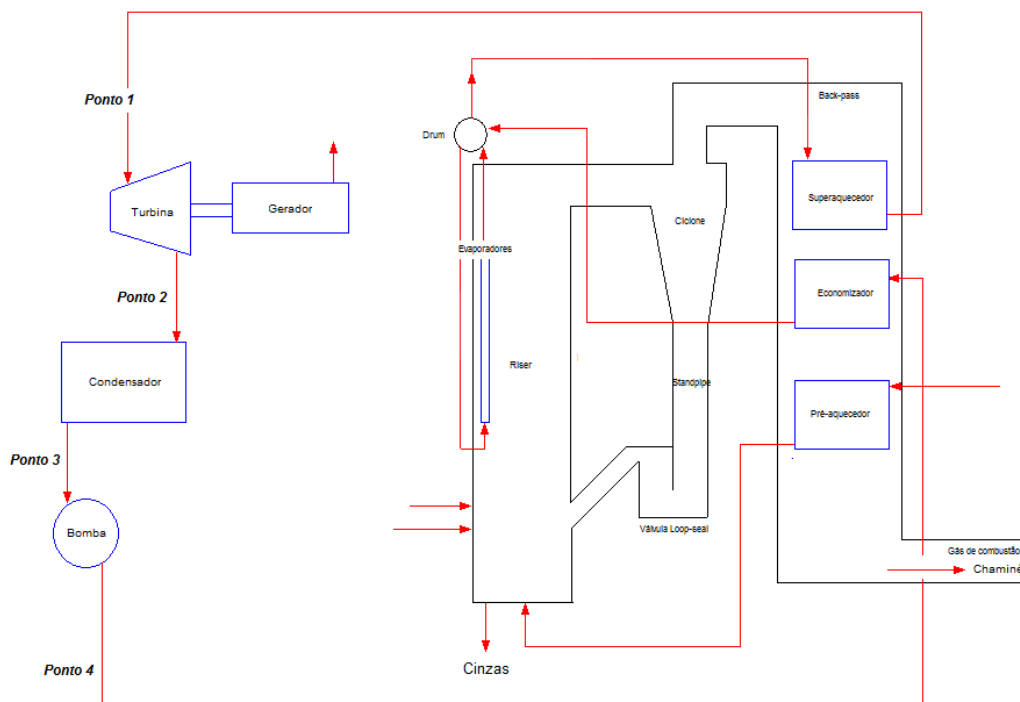 Back-pass
Ponto 1
Drum
Superaquecedor
Turbina
Gerador
Ciclone
Evaporadores
Ponto 2
Economizador
Riser
Condensador
Standpipe
Pré-aquecedor
Ponto 3
Bomba
Válvula Loop-seal
Gás de combustão
Chaminé
Ponto 4
Cinzas